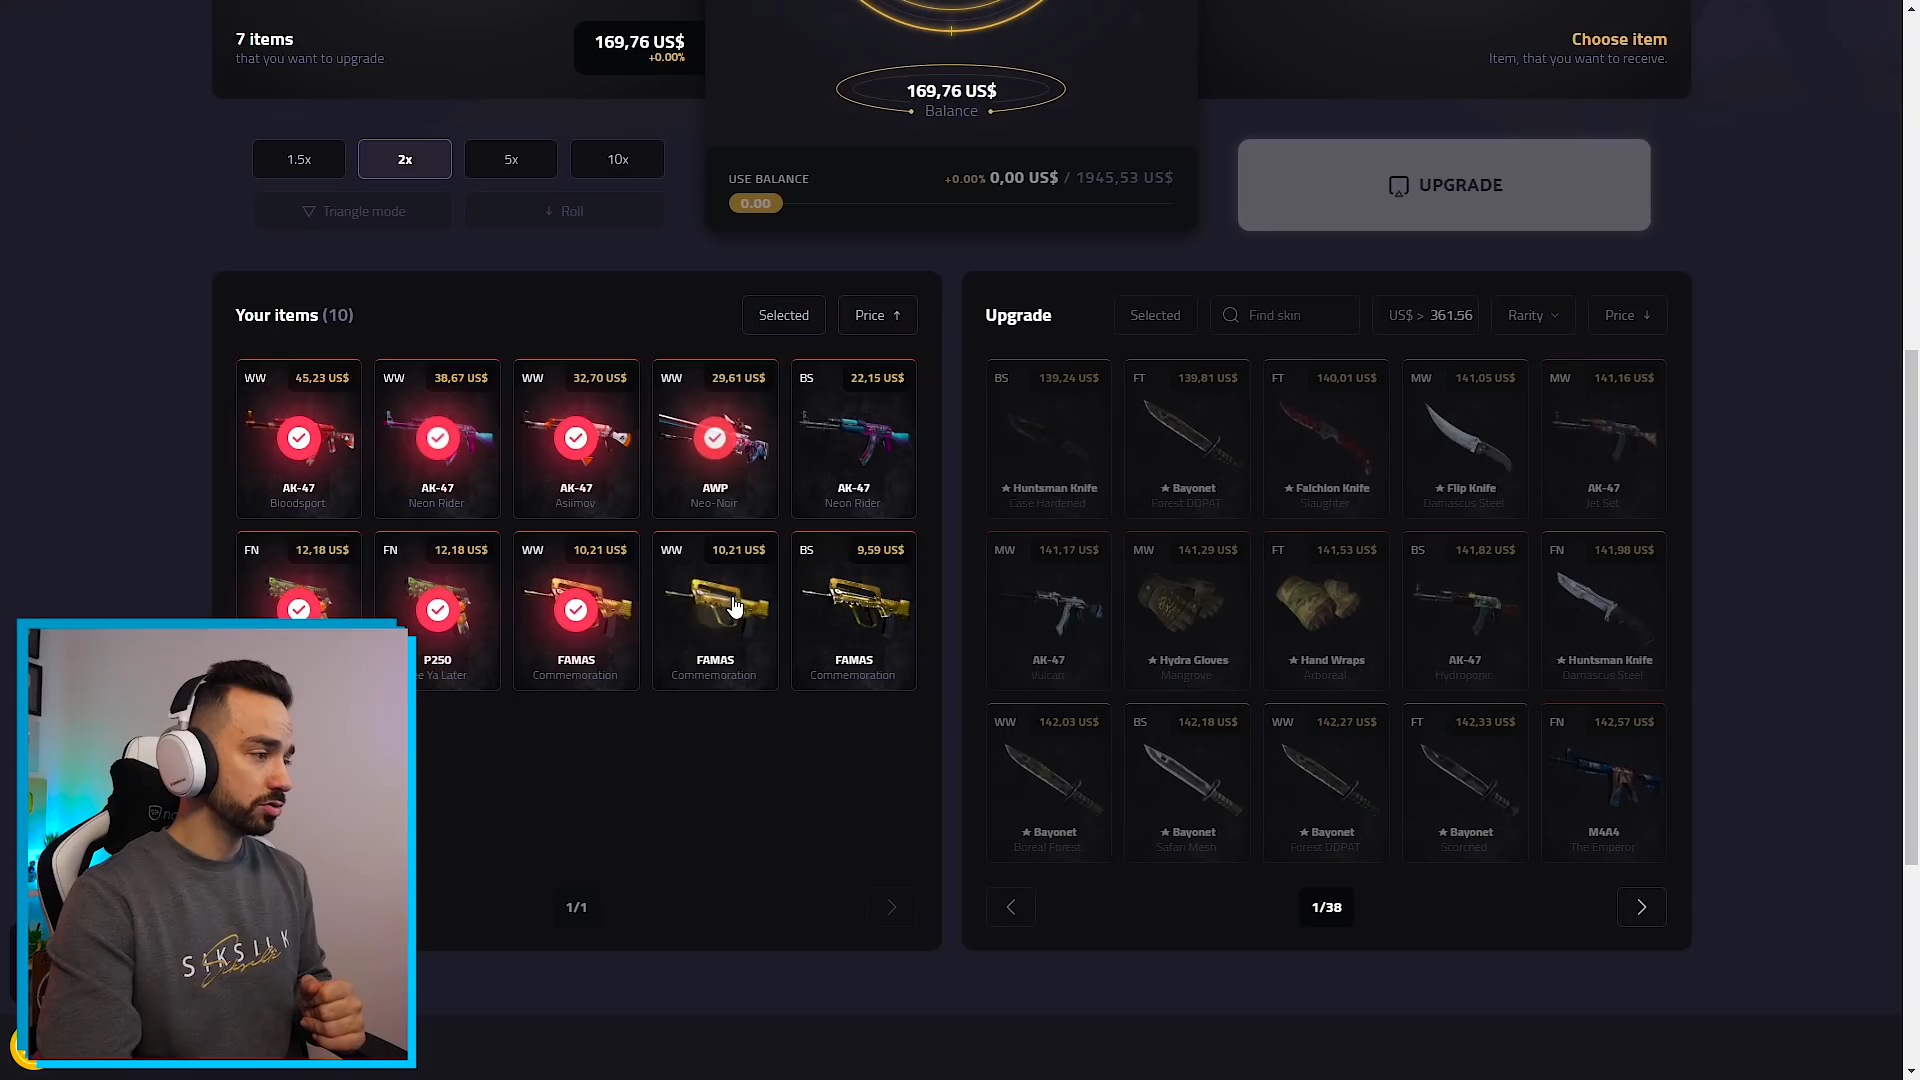 7 items
that you want to upgrade
169,76 US$
+0.00%
169,76 US$
Balance
Choose item
Item, that you want to receive.
1.5x
2x
5x
10x
Triangle mode
Roll
USE BALANCE
+0.00% 0,00 US$ / 1945,53 US$
0.00
UPGRADE
Your items (10)
Selected
Price
WW 45,23 US$
AK-47
Bloodsport
WW 38,67 US$
AK-47
Neon Rider
WW 32,70 US$
AK-47
Asiimov
WW 29,61 US$
AWP
Neo-Noir
BS 22,15 US$
AK-47
Neon Rider
FN 12,18 US$
FN 12,18 US$
P250
ee Ya Later
WW 10,21 US$
FAMAS
Commemoration
WW 10,21 US$
FAMAS
Commemoration
BS 9,59 US$
FAMAS
Commemoration
1/1
Upgrade
Selected
Find skin
US$ > 361.56
Rarity
Price
BS 139,24 US$
★ Huntsman Knife
Case Hardened
FT 139,81 US$
★ Bayonet
Forest DDPAT
FT 140,01 US$
★ Falchion Knife
Slaughter
MW 141,05 US$
★ Flip Knife
Damascus Steel
MW 141,16 US$
AK-47
Jet Set
MW 141,17 US$
AK-47
Vulcan
MW 141,29 US$
★ Hydra Gloves
Mangrove
FT 141,53 US$
★ Hand Wraps
Arboreal
BS 141,82 US$
AK-47
Hydroponic
FN 141,98 US$
★ Huntsman Knife
Damascus Steel
WW 142,03 US$
★ Bayonet
Boreal Forest
BS 142,18 US$
★ Bayonet
Safari Mesh
WW 142,27 US$
★ Bayonet
Forest DDPAT
FT 142,33 US$
★ Bayonet
Scorched
FN 142,57 US$
M4A4
The Emperor
1/38
SIKSILK